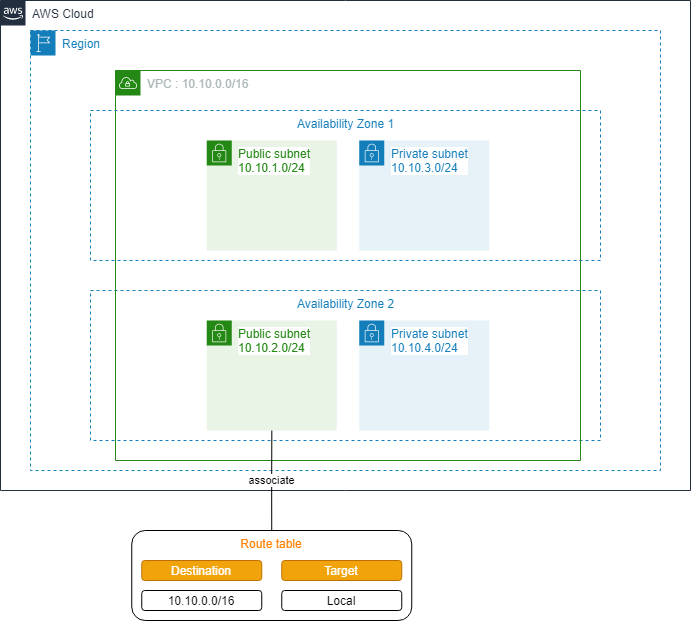 aws
AWS Cloud
Region
VPC : 10.10.0.0/16
Availability Zone 1
Public subnet
10.10.1.0/24
Private subnet
10.10.3.0/24
Availability Zone 2
Public subnet
10.10.2.0/24
Private subnet
10.10.4.0/24
associate
Route table
Destination
Target
10.10.0.0/16
Local